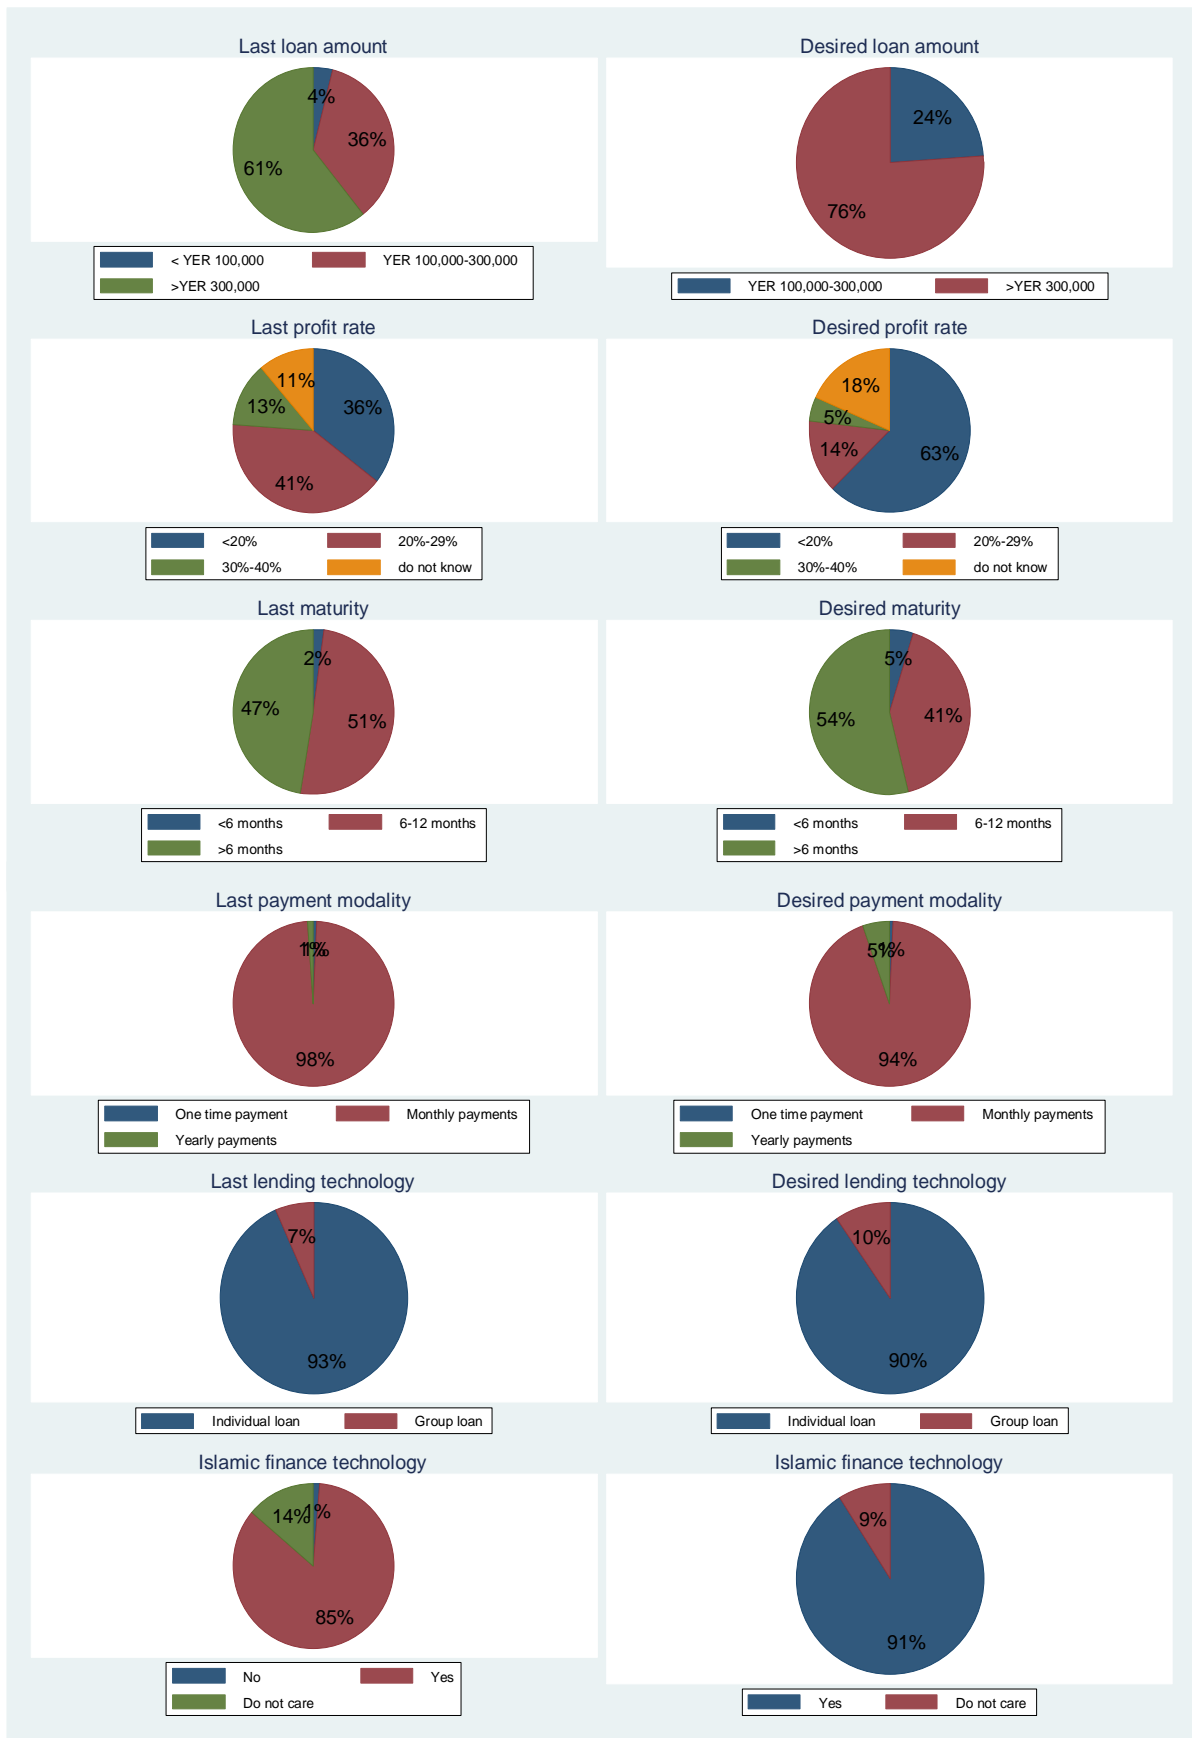 Last loan amount
4%
36%
61%
< YER 100,000 YER 100,000-300,000
>YER 300,000
Desired loan amount
24%
76%
YER 100,000-300,000 >YER 300,000
Last profit rate
11%
13%
36%
41%
<20% 20%-29%
30%-40% do not know
Desired profit rate
18%
5%
14%
63%
<20% 20%-29%
30%-40% do not know
Last maturity
2%
47%
51%
<6 months 6-12 months
>6 months
Desired maturity
5%
54%
41%
<6 months 6-12 months
>6 months
Last payment modality
1%
1%
98%
One time payment Monthly payments
Yearly payments
Desired payment modality
5%
1%
94%
One time payment Monthly payments
Yearly payments
Last lending technology
7%
93%
Individual loan Group loan
Desired lending technology
10%
90%
Individual loan Group loan
Islamic finance technology
14%
1%
85%
No Yes
Do not care
Islamic finance technology
9%
91%
Yes Do not care